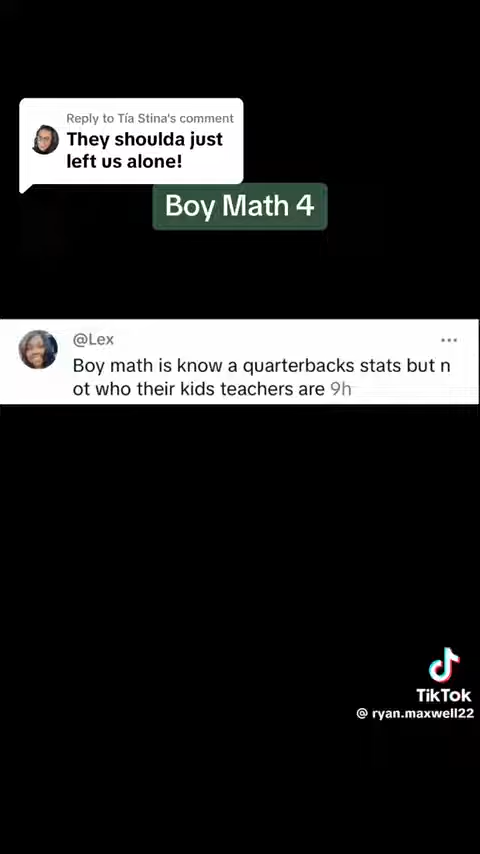 Reply to Tía Stina's comment
They shoulda just
left us alone!
Boy Math 4
@Lex
Boy math is know a quarterbacks stats but n
ot who their kids teachers are 9h
TikTok
@ ryan.maxwell22